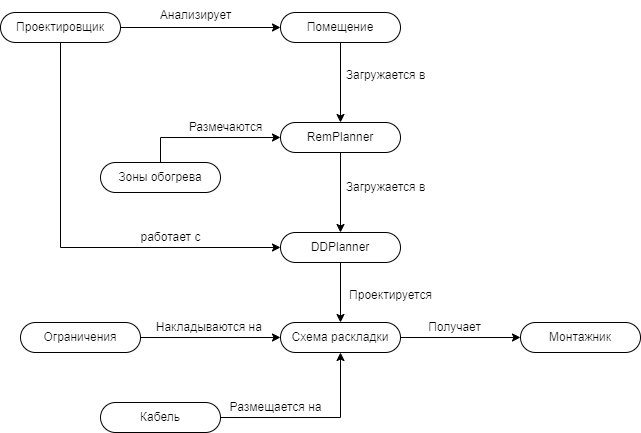 Проектировщик
Анализирует
Помещение
Загружается в
Размечаются
RemPlanner
Зоны обогрева
Загружается в
работает с
DDPlanner
Проектируется
Ограничения
Накладываются на
Схема раскладки
Получает
Монтажник
Кабель
Размещается на